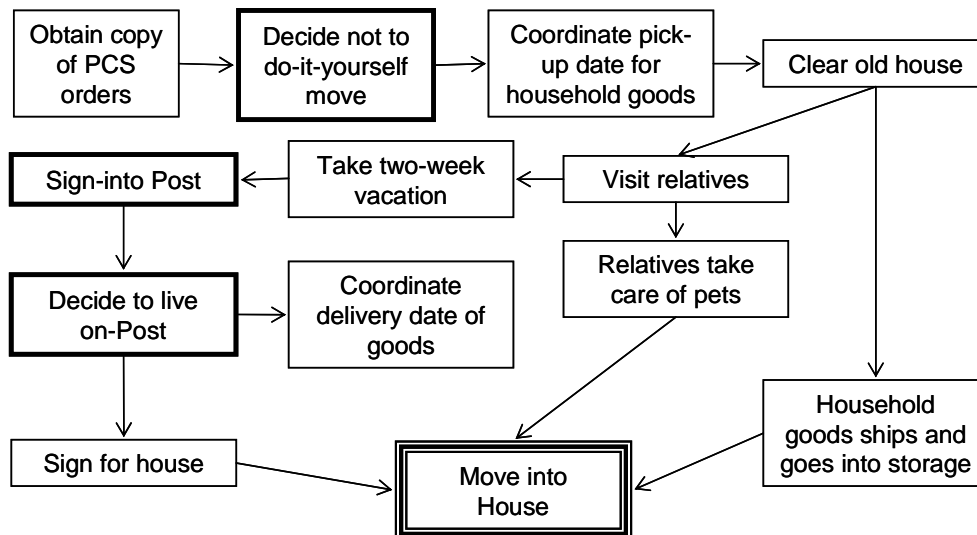 Obtain copy
of PCS
orders
Decide not to
do-it-yourself
move
Coordinate pick-
up date for
household goods
Clear old house
Sign-into Post
Take two-week
vacation
Visit relatives
Decide to live
on-Post
Coordinate
delivery date of
goods
Relatives take
care of pets
Sign for house
Move into
House
Household
goods ships and
goes into storage